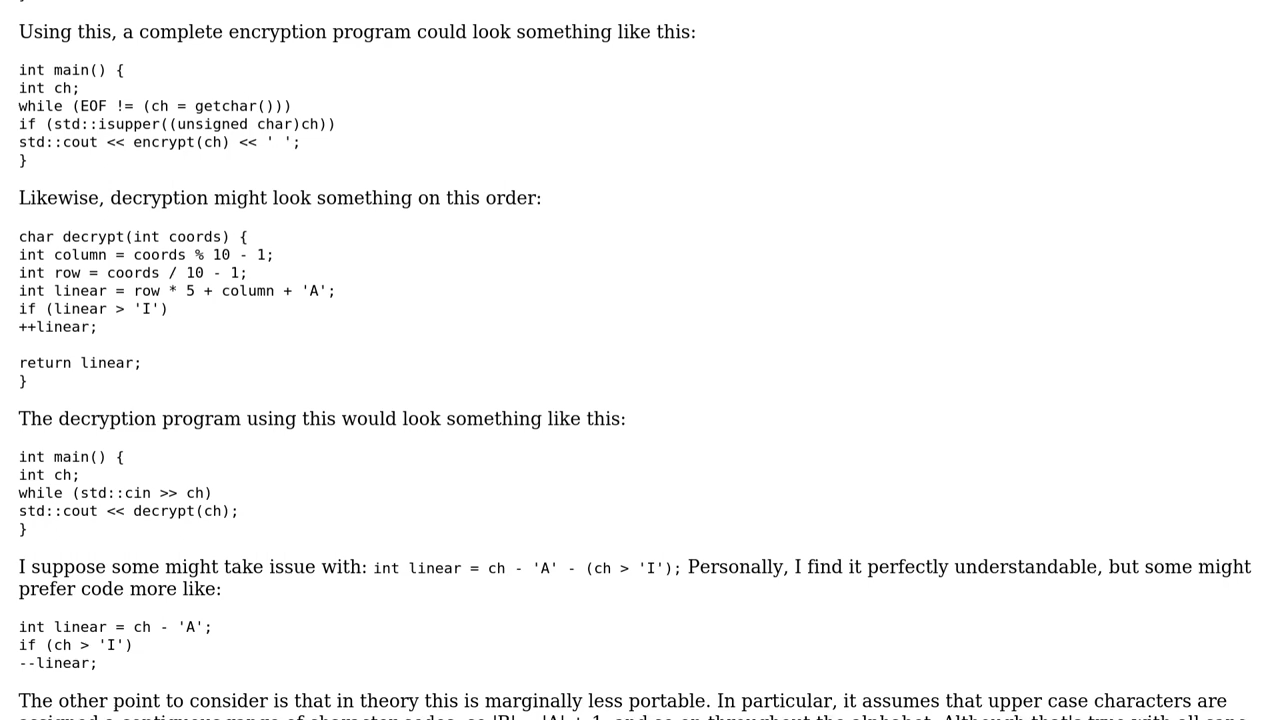 Using this, a complete encryption program could look something like this:
int main() {
int ch;
while (EOF != (ch = getchar()))
if (std::isupper((unsigned char)ch))
std::cout << encrypt(ch) << ' ';
}
Likewise, decryption might look something on this order:
char decrypt(int coords) {
int column = coords % 10 - 1;
int row = coords / 10 - 1;
int linear = row * 5 + column + 'A';
if (linear > 'I')
++linear;
return linear;
}
The decryption program using this would look something like this:
int main() {
int ch;
while (std::cin >> ch)
std::cout << decrypt(ch);
}
I suppose some might take issue with: int linear = ch - 'A' - (ch > 'I'); Personally, I find it perfectly understandable, but some might
prefer code more like:
int linear = ch - 'A';
if (ch > 'I')
--linear;
The other point to consider is that in theory this is marginally less portable. In particular, it assumes that upper case characters are